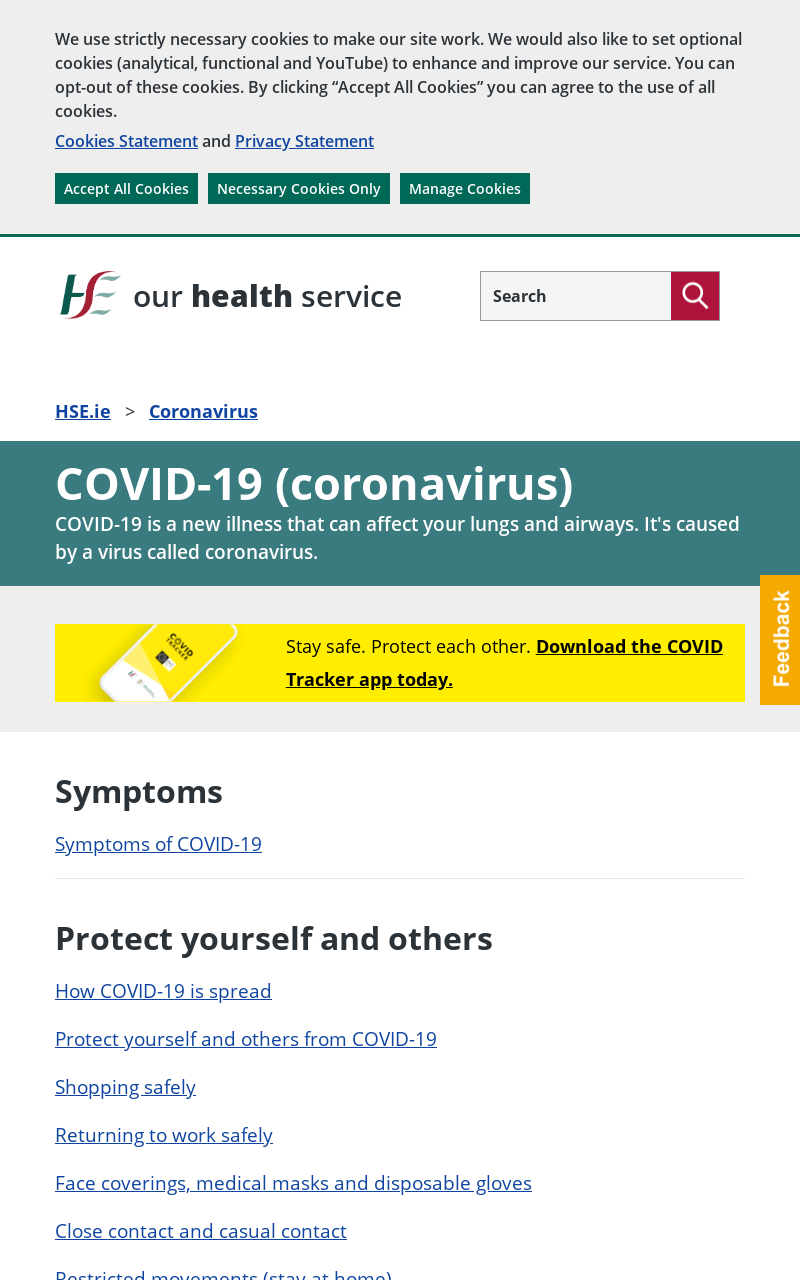 We use strictly necessary cookies to make our site work. We would also like to set optional
cookies (analytical, functional and YouTube) to enhance and improve our service. You can
opt-out of these cookies. By clicking “Accept All Cookies” you can agree to the use of all
cookies.
Cookies Statement and Privacy Statement
Accept All Cookies Necessary Cookies Only Manage Cookies
HSE our health service
Search
HSE.ie > Coronavirus
COVID-19 (coronavirus)
COVID-19 is a new illness that can affect your lungs and airways. It's caused
by a virus called coronavirus.
Feedback
COVID
TRACKER
Stay safe. Protect each other. Download the COVID
Tracker app today.
Symptoms
Symptoms of COVID-19
Protect yourself and others
How COVID-19 is spread
Protect yourself and others from COVID-19
Shopping safely
Returning to work safely
Face coverings, medical masks and disposable gloves
Close contact and casual contact
Restricted movements (stay at home)